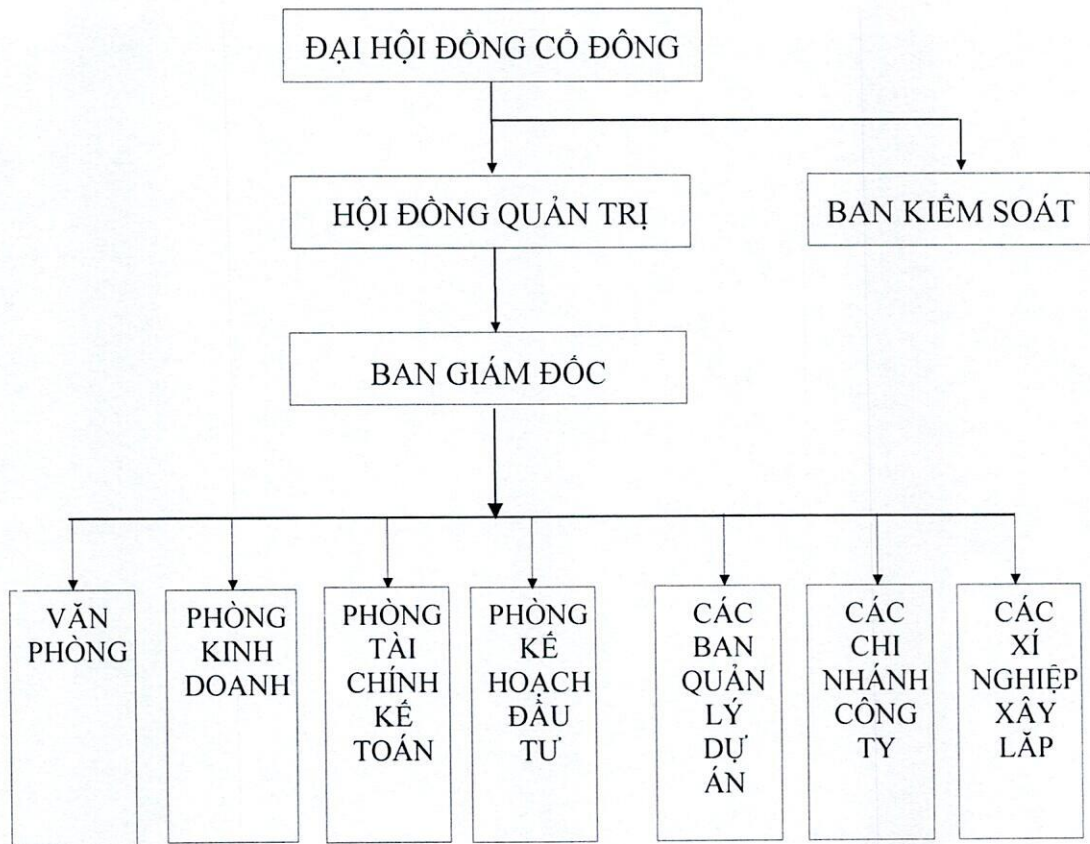 ĐẠI HỘI ĐỒNG CỔ ĐÔNG
HỘI ĐỒNG QUẢN TRỊ
BAN KIỂM SOÁT
BAN GIÁM ĐỐC
VĂN
PHÒNG
PHÒNG
KINH
DOANH
PHÒNG
TÀI
CHÍNH
KẾ
TOÁN
PHÒNG
KẾ
HOẠCH
ĐẦU
TƯ
CÁC
BAN
QUẢN
LÝ
DỰ
ÁN
CÁC
CHI
NHÁNH
CÔNG
TY
CÁC
XÍ
NGHIỆP
XÂY
LẮP